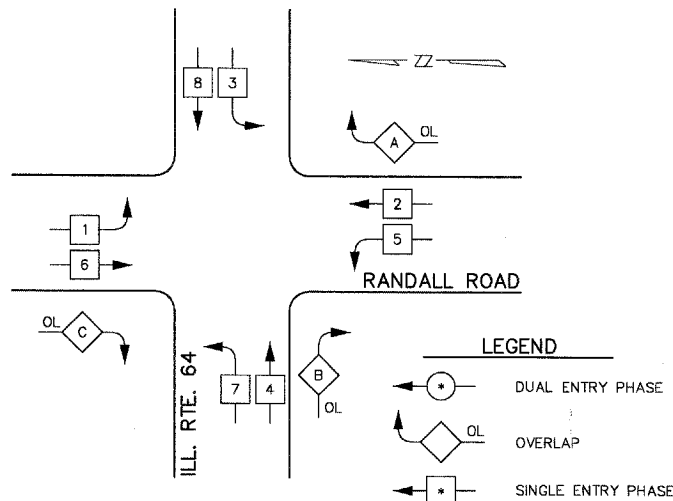 8 3
Z
A OL
2
1
5
6
RANDALL ROAD
OL C
ILL. RTE. 64
7 4
B
OL
LEGEND
* DUAL ENTRY PHASE
OL
OVERLAP
* SINGLE ENTRY PHASE